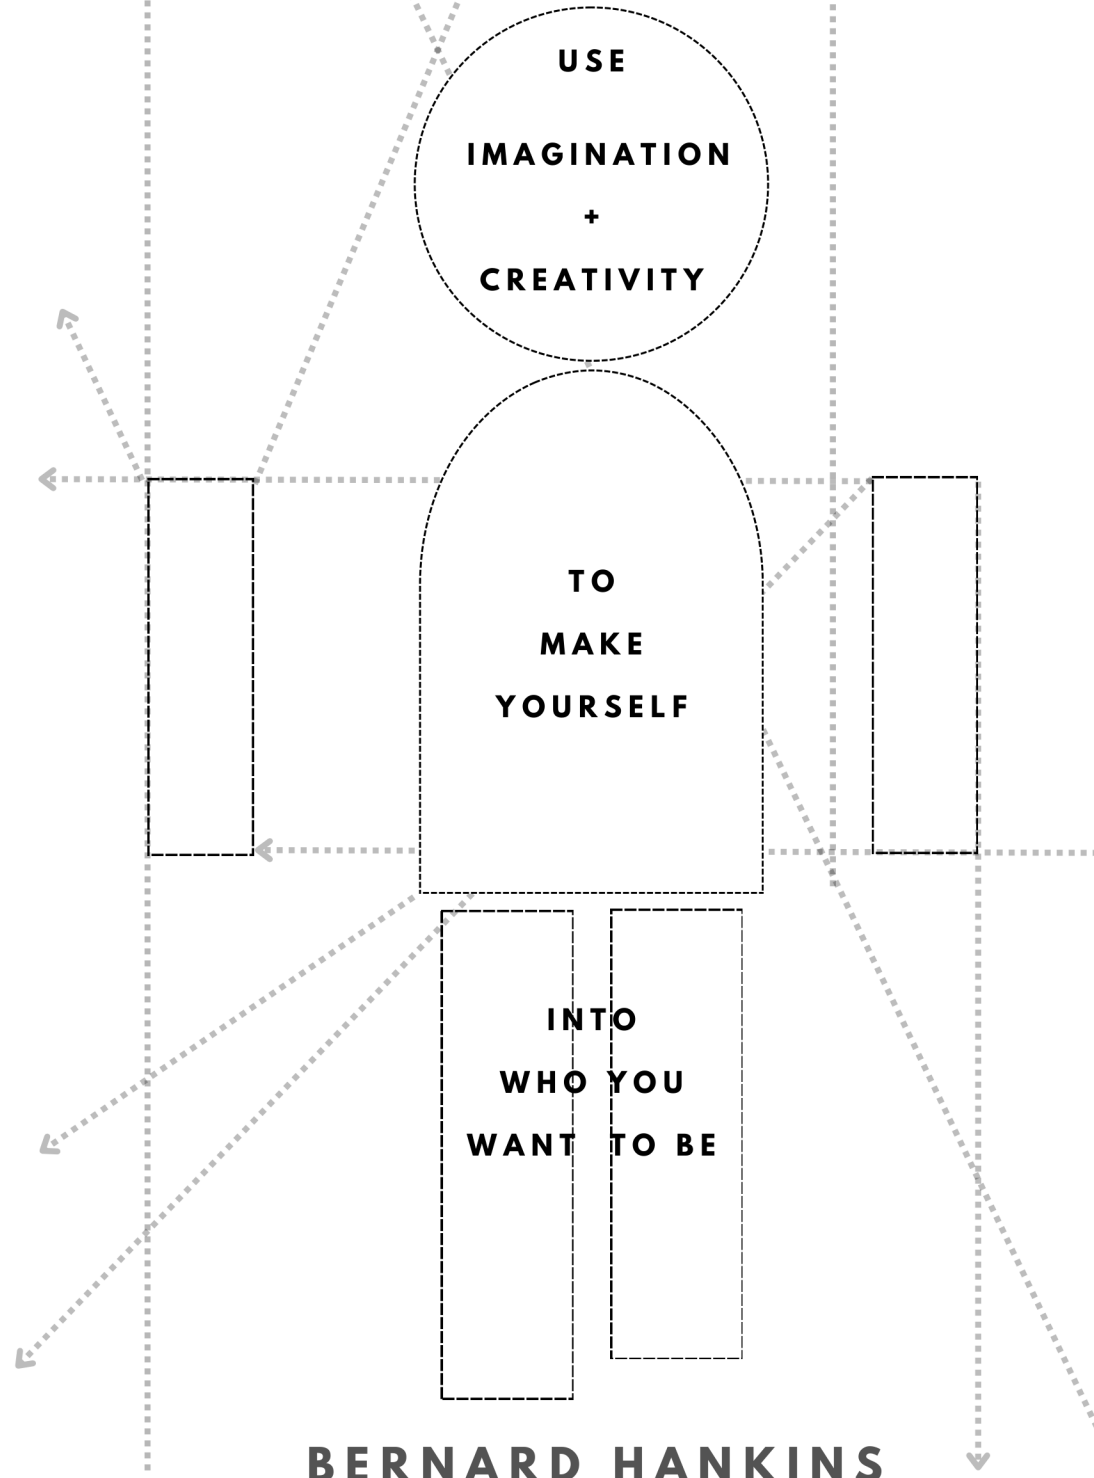 USE
IMAGINATION
+
CREATIVITY
TO
MAKE
YOURSELF
INTO
WHO YOU
WANT TO BE
BERNARD HANKINS